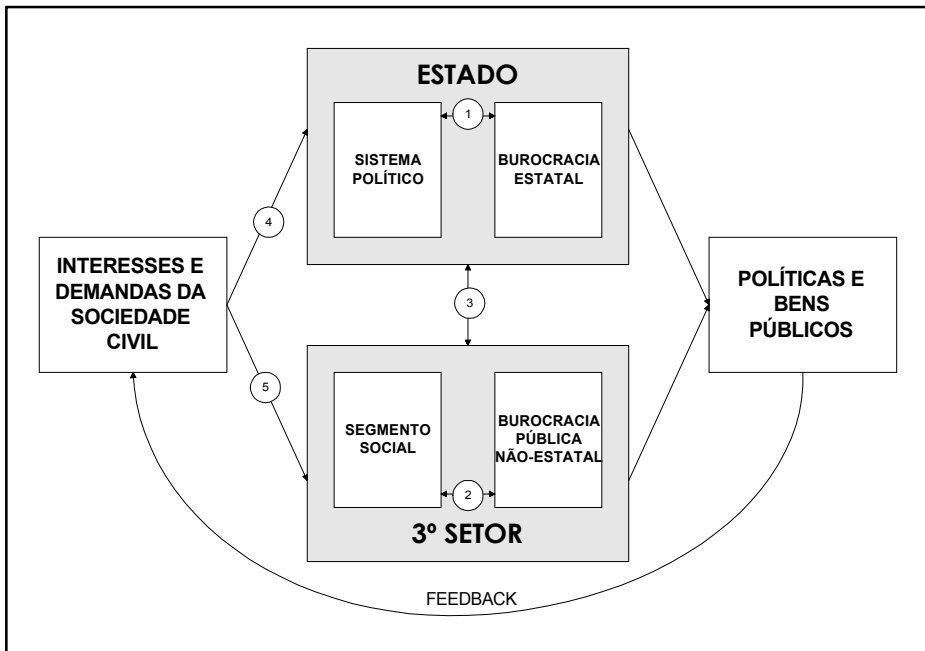 ESTADO
1
SISTEMA
POLÍTICO
BUROCRACIA
ESTATAL
4
INTERESSES E
DEMANDAS DA
SOCIEDADE
CIVIL
3
POLÍTICAS E
BENS
PÚBLICOS
5
SEGMENTO
SOCIAL
BUROCRACIA
PÚBLICA
NÃO-ESTATAL
2
3º SETOR
FEEDBACK